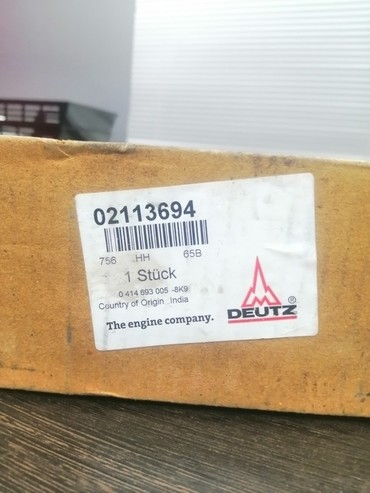 02113694
756 HH 65B
1 Stück
0 414 693 005 -8K9
Country of Origin India
The engine company.
DEUTZ®